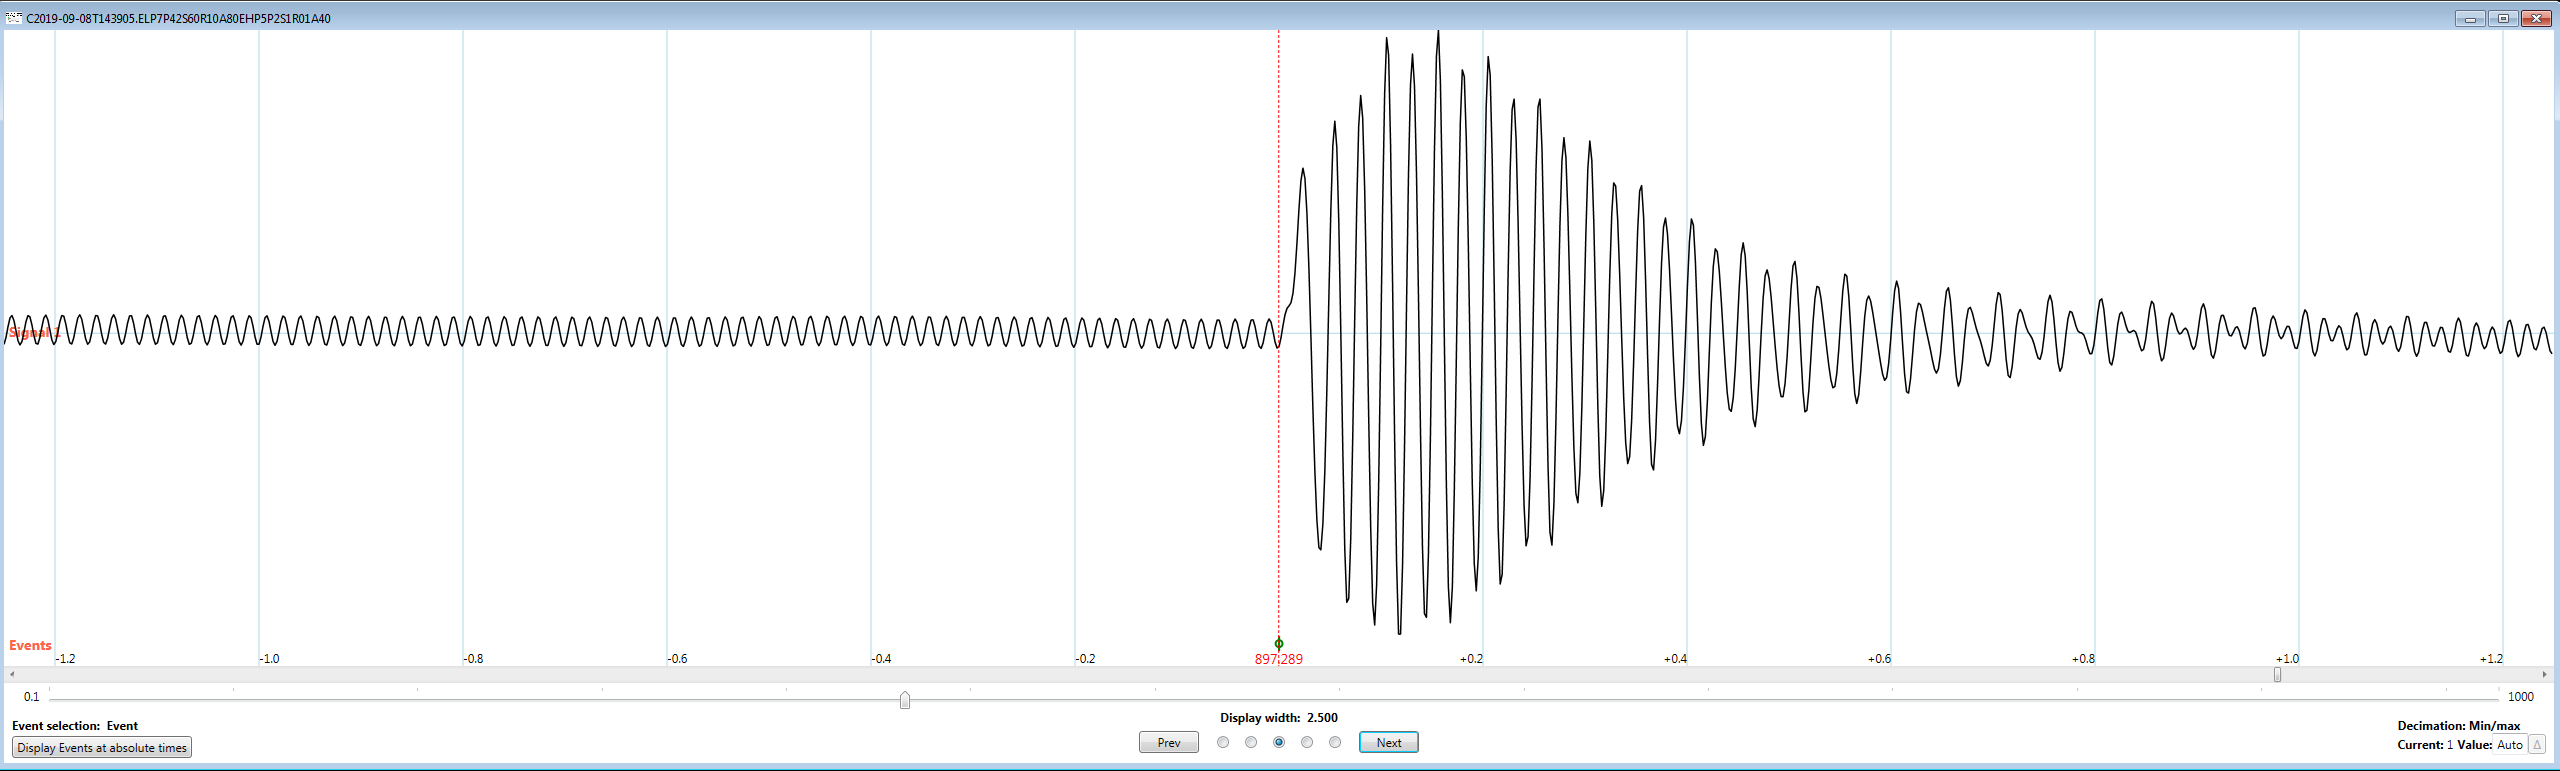 C2019-09-08T143905.ELP7P42S60R10A80EHP5P2S1R01A40
Signal 1
Events
-1.2 -1.0 -0.8 -0.6 -0.4 -0.2 897.289 +0.2 +0.4 +0.6 +0.8 +1.0 +1.2
0.1 1000
Event selection: Event
Display Events at absolute times
Display width: 2.500
Prev Next
Decimation: Min/max
Current: 1 Value: Auto Δ